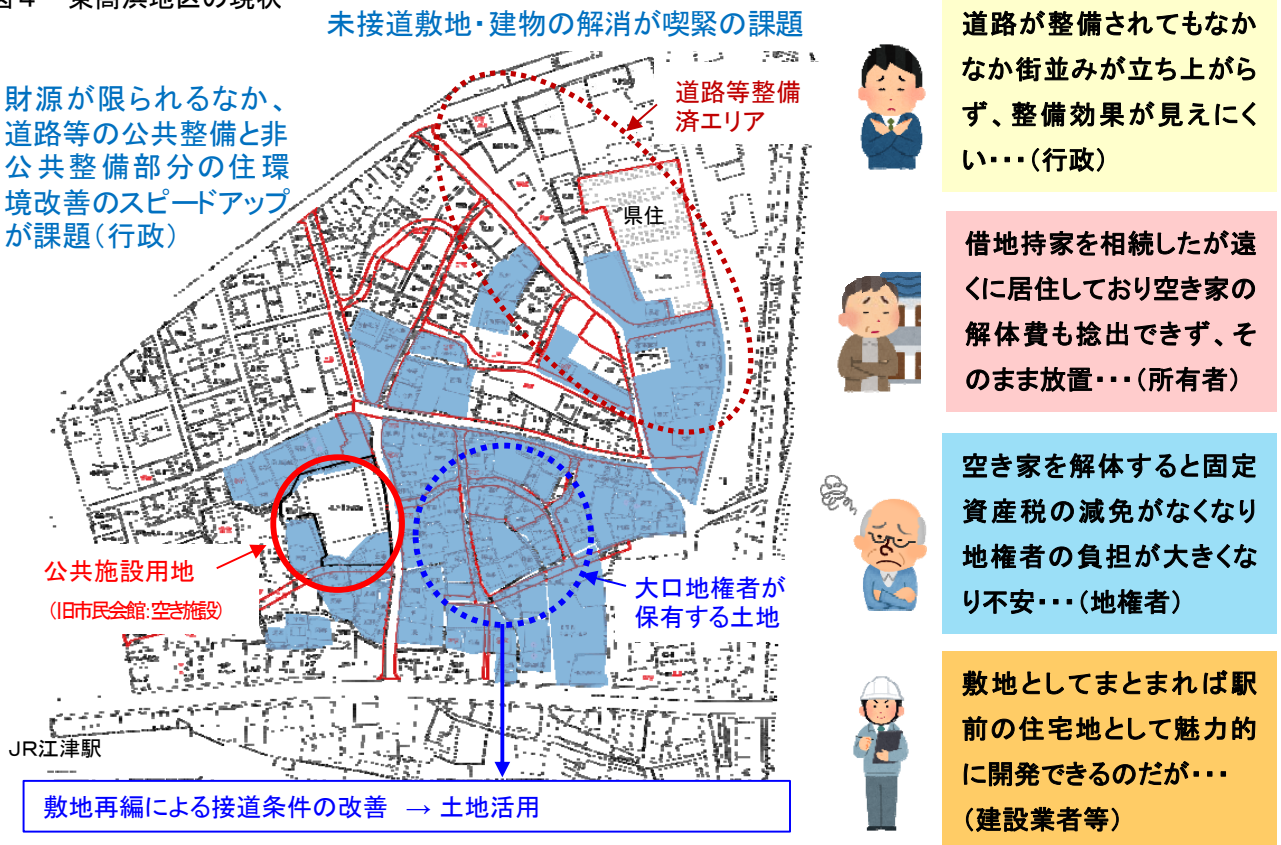 図4 東高浜地区の現状
未接道敷地・建物の解消が喫緊の課題
財源が限られるなか、
道路等の公共整備と非
公共整備部分の住環
境改善のスピードアップ
が課題(行政)
道路等整備
済エリア
県住
公共施設用地
(旧市民会館:空き施設)
大口地権者が
保有する土地
JR江津駅
敷地再編による接道条件の改善 → 土地活用
道路が整備されてもなか
なか街並みが立ち上がら
ず、整備効果が見えにく
い・・・(行政)
借地持家を相続したが遠
くに居住しており空き家の
解体費も捻出できず、そ
のまま放置・・・(所有者)
空き家を解体すると固定
資産税の減免がなくなり
地権者の負担が大きくな
り不安・・・(地権者)
敷地としてまとまれば駅
前の住宅地として魅力的
に開発できるのだが・・・
(建設業者等)